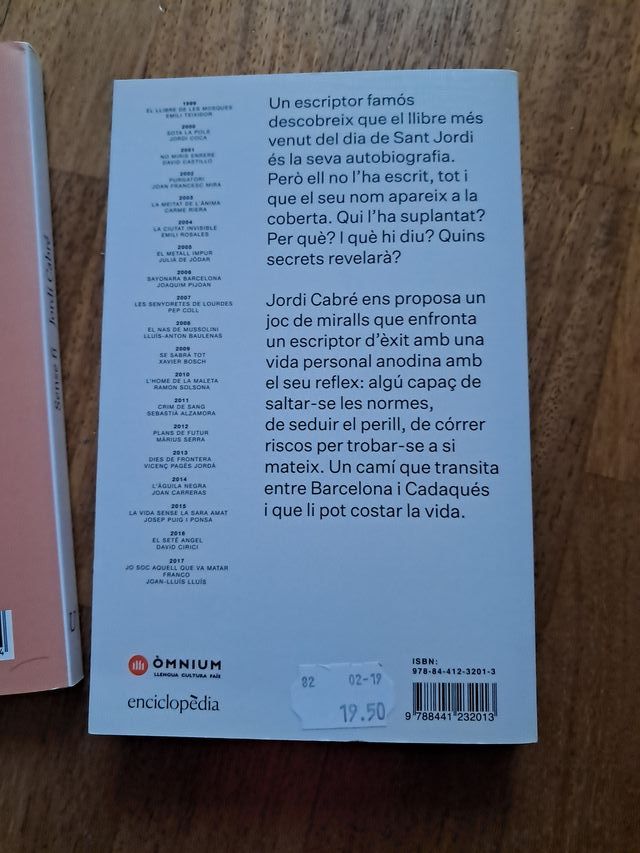 1999
EL LLIBRE DE LES MOSQUES
EMILI TEIXIDOR
2000
SOTA LA POLS
JORDI COCA
2001
NO MIRIS ENRERE
DAVID CASTILLO
2002
PURGATORI
JOAN FRANCESC MIRA
2003
LA MEITAT DE L'ÀNIMA
CARME RIERA
2004
LA CIUTAT INVISIBLE
EMILI ROSALES
2005
EL METALL IMPUR
JULIÀ DE JÒDAR
2006
SAYONARA BARCELONA
JOAQUIM PIJOAN
2007
LES SENYORETES DE LOURDES
PEP COLL
2008
EL NAS DE MUSSOLINI
LLUÍS-ANTON BAULENAS
2009
SE SABRÀ TOT
XAVIER BOSCH
2010
L'HOME DE LA MALETA
RAMON SOLSONA
2011
CRIM DE SANG
SEBASTIÀ ALZAMORA
2012
PLANS DE FUTUR
MÀRIUS SERRA
2013
DIES DE FRONTERA
VICENÇ PAGÈS JORDÀ
2014
L'ÀGUILA NEGRA
JOAN CARRERAS
2015
LA VIDA SENSE LA SARA AMAT
JOSEP PUIG I PONSA
2016
EL SETÈ ÀNGEL
DAVID CIRICI
2017
JO SOC AQUELL QUE VA MATAR
FRANCO
JOAN-LLUÍS LLUÍS
Un escriptor famós
descobreix que el llibre més
venut del dia de Sant Jordi
és la seva autobiografia.
Però ell no l'ha escrit, tot i
que el seu nom apareix a la
coberta. Qui l'ha suplantat?
Per què? I què hi diu? Quins
secrets revelarà?
Jordi Cabré ens proposa un
joc de miralls que enfronta
un escriptor d'èxit amb una
vida personal anodina amb
el seu reflex: algú capaç de
saltar-se les normes,
de seduir el perill, de córrer
riscos per trobar-se a si
mateix. Un camí que transita
entre Barcelona i Cadaqués
i que li pot costar la vida.
ÒMNIUM
LLENGUA CULTURA PAÍS
enciclopèdia
82 02-19
19.50
ISBN:
978-84-412-3201-3
9 788441 232013
Sense fi Jordi Cabré
U
4